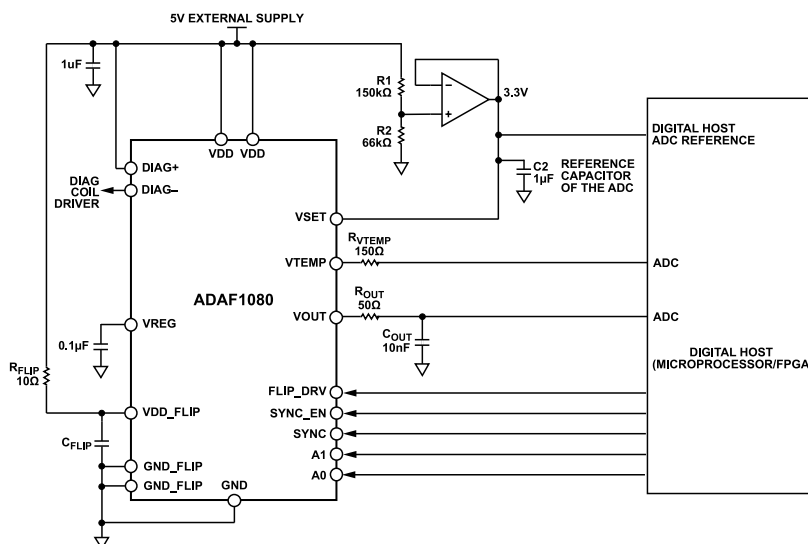 5V EXTERNAL SUPPLY
1uF
R1
150kΩ
R2
66kΩ
−
+
3.3V
VDD
VDD
DIAG+
DIAG–
DIAG
COIL
DRIVER
C2
1µF
REFERENCE
CAPACITOR
OF THE ADC
DIGITAL HOST
ADC REFERENCE
VSET
RVTEMP
150Ω
VTEMP
ADC
ADAF1080
ROUT
50Ω
VOUT
ADC
VREG
0.1µF
COUT
10nF
DIGITAL HOST
(MICROPROCESSOR/FPGA
RFLIP
10Ω
FLIP_DRV
VDD_FLIP
SYNC_EN
CFLIP
SYNC
A1
GND_FLIP
A0
GND_FLIP
GND